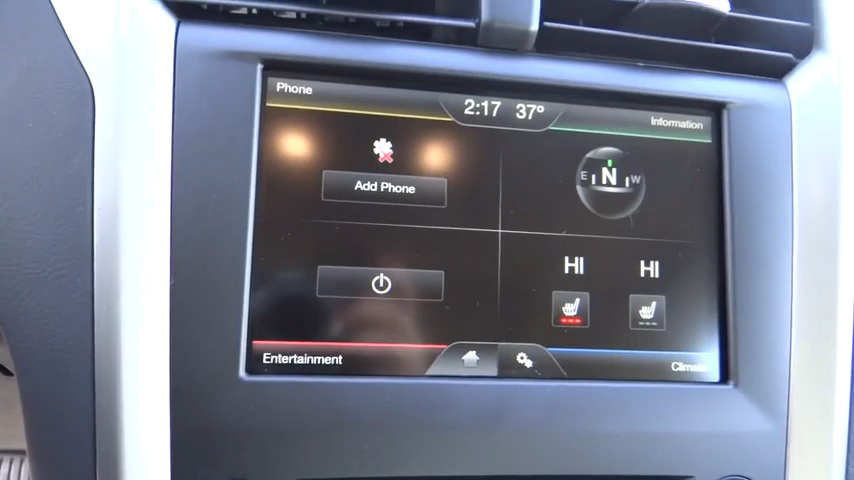 Phone
2:17 37°
Information
Add Phone
E N W
HI HI
Entertainment
Climate